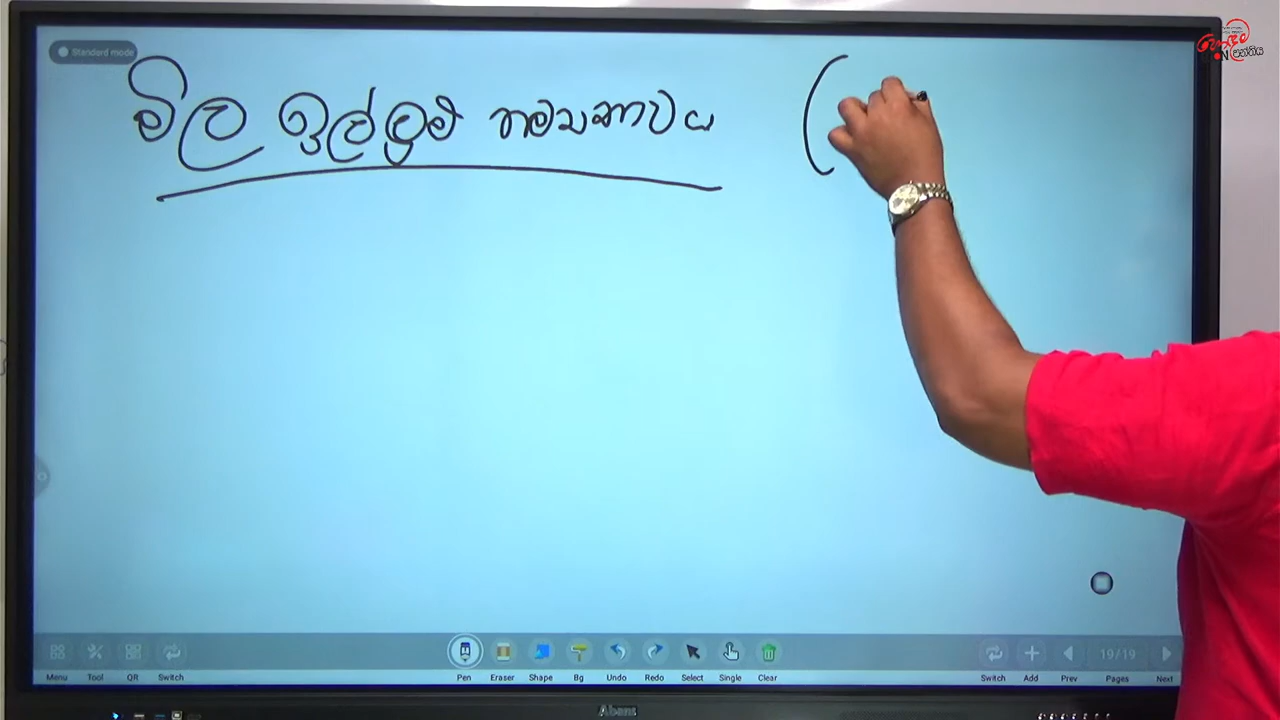 Standard mode
මිල ඉල්ලුම් නම්‍යතාවය (
Menu Tool QR Switch Pen Eraser Shape Bg Undo Redo Select Single Clear Switch Add Prev 19/19 Pages Next
Abans